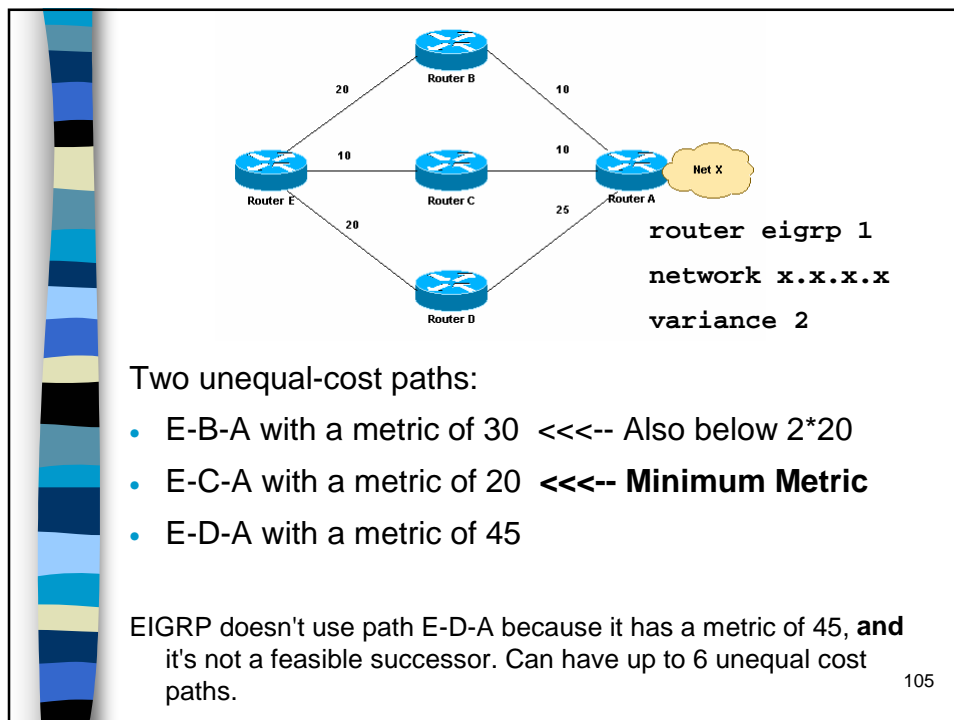 Router B
20
10
10
10
Net X
Router E
Router C
Router A
20
25
router eigrp 1
network x.x.x.x
Router D
variance 2
Two unequal-cost paths:
• E-B-A with a metric of 30 <<<-- Also below 2*20
• E-C-A with a metric of 20 <<<-- Minimum Metric
• E-D-A with a metric of 45
EIGRP doesn't use path E-D-A because it has a metric of 45, and
it's not a feasible successor. Can have up to 6 unequal cost
paths.
105